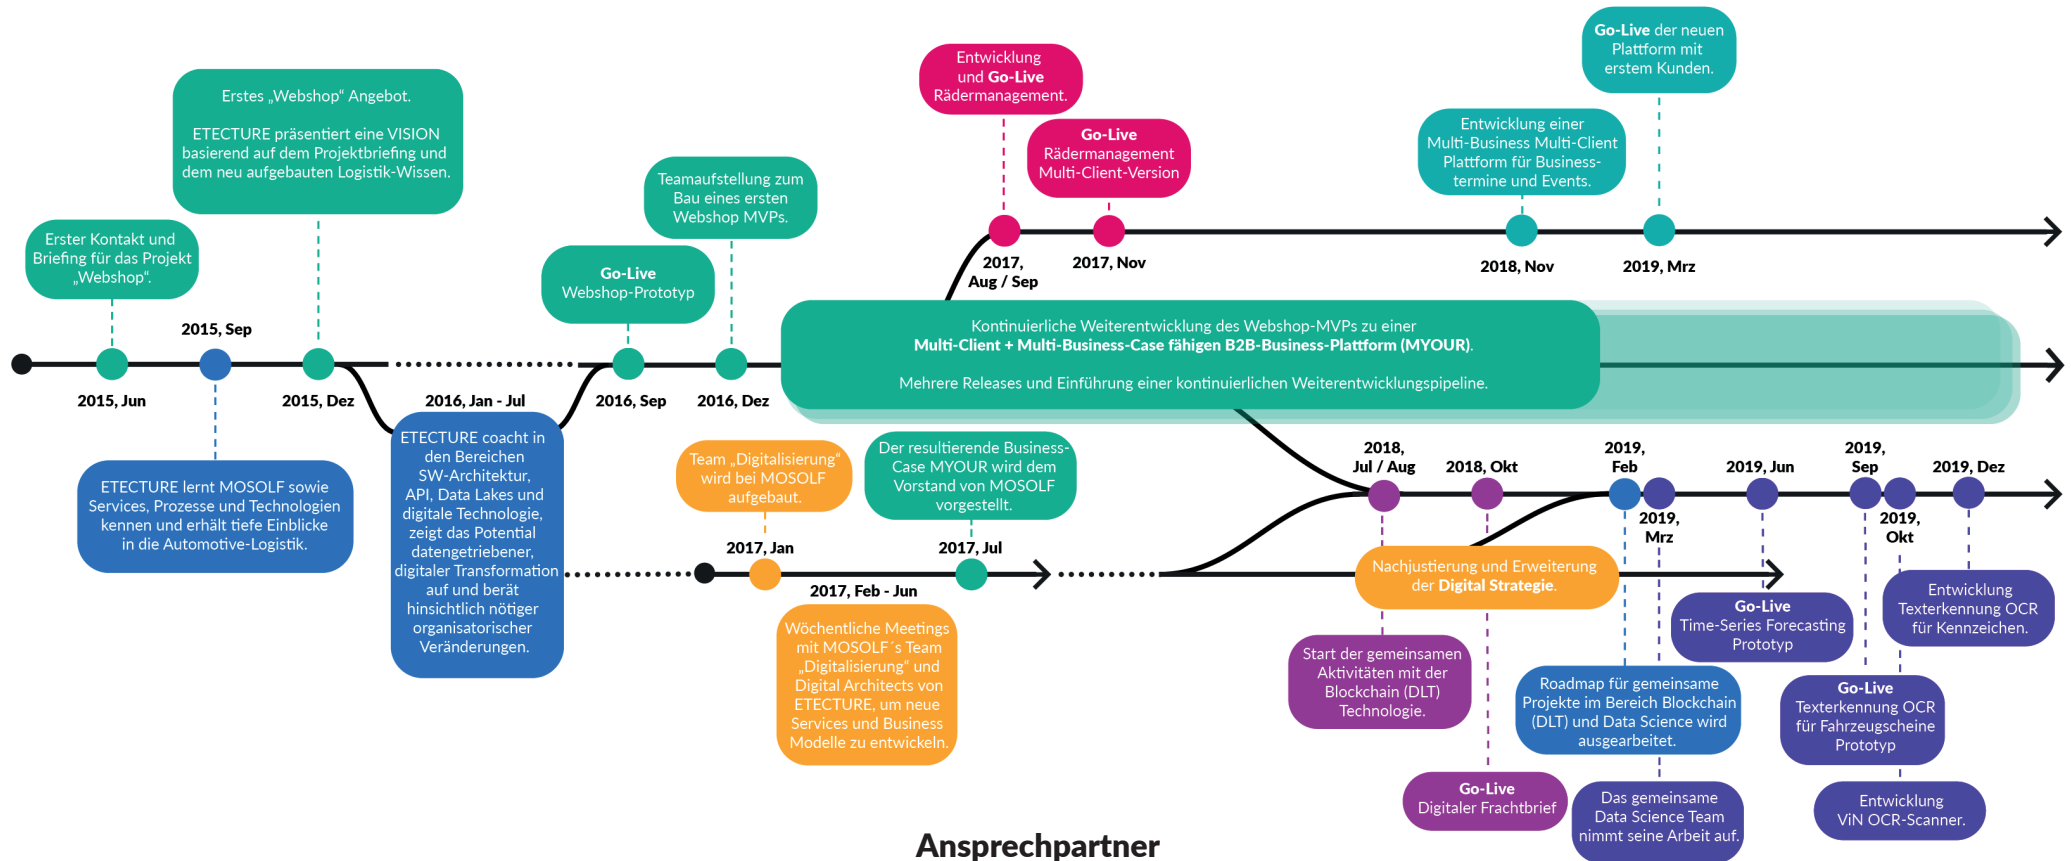 Erster Kontakt und
Briefing für das Projekt
„Webshop“.
2015, Jun
2015, Sep
ETECTURE lernt MOSOLF sowie
Services, Prozesse und Technologien
kennen und erhält tiefe Einblicke
in die Automotive-Logistik.
Erstes „Webshop“ Angebot.
ETECTURE präsentiert eine VISION
basierend auf dem Projektbriefing und
dem neu aufgebauten Logistik-Wissen.
2015, Dez
2016, Jan - Jul
ETECTURE coacht in
den Bereichen
SW-Architektur,
API, Data Lakes und
digitale Technologie,
zeigt das Potential
datengetriebener,
digitaler Transformation
auf und berät
hinsichtlich nötiger
organisatorischer
Veränderungen.
Go-Live
Webshop-Prototyp
2016, Sep
Teamaufstellung zum
Bau eines ersten
Webshop MVPs.
2016, Dez
Kontinuierliche Weiterentwicklung des Webshop-MVPs zu einer
Multi-Client + Multi-Business-Case fähigen B2B-Business-Plattform (MYOUR).
Mehrere Releases und Einführung einer kontinuierlichen Weiterentwicklungspipeline.
Entwicklung
und Go-Live
Rädermanagement.
2017,
Aug / Sep
Go-Live
Rädermanagement
Multi-Client-Version
2017, Nov
Entwicklung einer
Multi-Business Multi-Client
Plattform für Business-
termine und Events.
2018, Nov
Go-Live der neuen
Plattform mit
erstem Kunden.
2019, Mrz
Team „Digitalisierung“
wird bei MOSOLF
aufgebaut.
2017, Jan
2017, Feb - Jun
Wöchentliche Meetings
mit MOSOLF´s Team
„Digitalisierung“ und
Digital Architects von
ETECTURE, um neue
Services und Business
Modelle zu entwickeln.
Der resultierende Business-
Case MYOUR wird dem
Vorstand von MOSOLF
vorgestellt.
2017, Jul
Nachjustierung und Erweiterung
der Digital Strategie.
2018,
Jul / Aug
Start der gemeinsamen
Aktivitäten mit der
Blockchain (DLT)
Technologie.
2018, Okt
Go-Live
Digitaler Frachtbrief
2019,
Feb
Roadmap für gemeinsame
Projekte im Bereich Blockchain
(DLT) und Data Science wird
ausgearbeitet.
2019,
Mrz
Das gemeinsame
Data Science Team
nimmt seine Arbeit auf.
2019, Jun
Go-Live
Time-Series Forecasting
Prototyp
2019,
Sep
Go-Live
Texterkennung OCR
für Fahrzeugscheine
Prototyp
2019,
Okt
Entwicklung
ViN OCR-Scanner.
2019, Dez
Entwicklung
Texterkennung OCR
für Kennzeichen.
Ansprechpartner